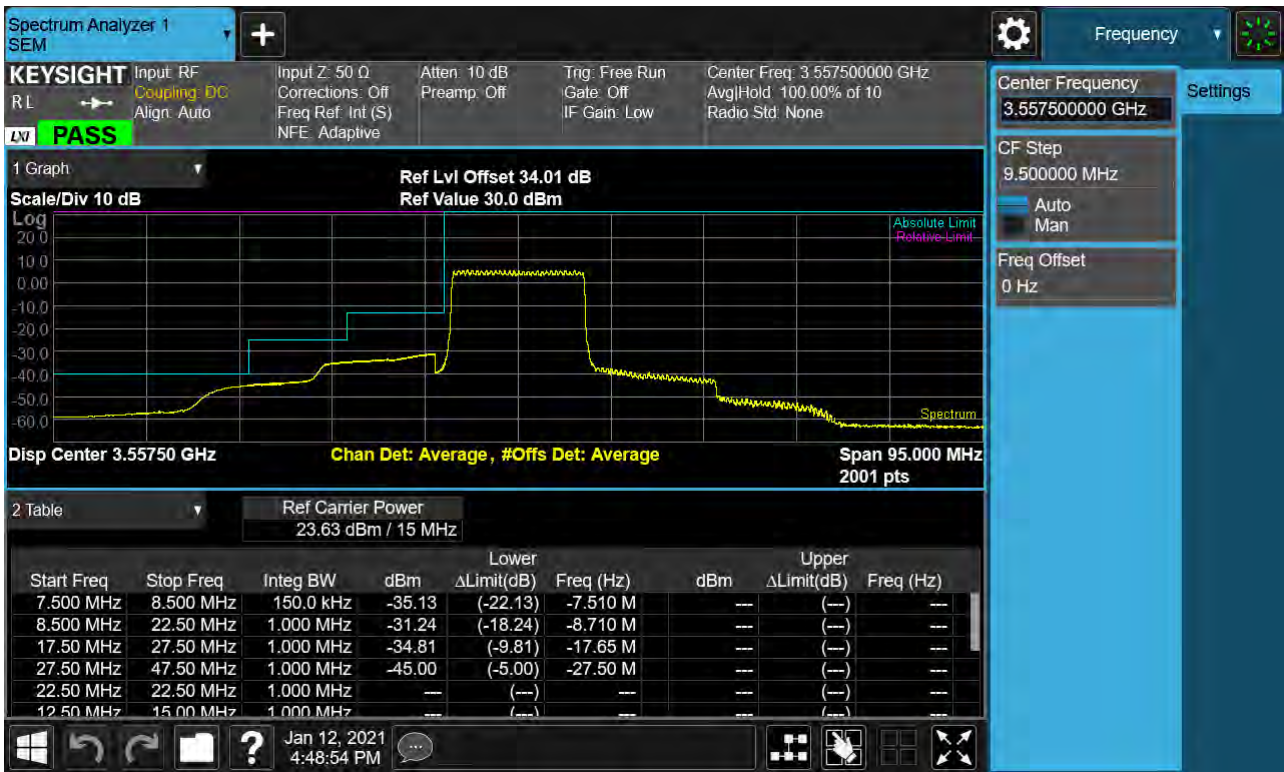 Spectrum Analyzer 1
SEM
Frequency
KEYSIGHT
R L
LXI
PASS
Input: RF
Coupling: DC
Align: Auto
Input Z: 50 Ω
Corrections: Off
Freq Ref: Int (S)
NFE: Adaptive
Atten: 10 dB
Preamp: Off
Trig: Free Run
Gate: Off
IF Gain: Low
Center Freq: 3.557500000 GHz
Avg|Hold: 100.00% of 10
Radio Std: None
Center Frequency
3.557500000 GHz
Settings
CF Step
9.500000 MHz
Auto
Man
Freq Offset
0 Hz
1 Graph
Scale/Div 10 dB
Ref Lvl Offset 34.01 dB
Ref Value 30.0 dBm
Log
20.0
10.0
0.00
-10.0
-20.0
-30.0
-40.0
-50.0
-60.0
Absolute Limit
Relative Limit
Spectrum
Disp Center 3.55750 GHz
Chan Det: Average, #Offs Det: Average
Span 95.000 MHz
2001 pts
2 Table
Ref Carrier Power
23.63 dBm / 15 MHz
Lower Upper
Start Freq Stop Freq Integ BW dBm ΔLimit(dB) Freq (Hz) dBm ΔLimit(dB) Freq (Hz)
7.500 MHz 8.500 MHz 150.0 kHz -35.13 (-22.13) -7.510 M --- (---) ---
8.500 MHz 22.50 MHz 1.000 MHz -31.24 (-18.24) -8.710 M --- (---) ---
17.50 MHz 27.50 MHz 1.000 MHz -34.81 (-9.81) -17.65 M --- (---) ---
27.50 MHz 47.50 MHz 1.000 MHz -45.00 (-5.00) -27.50 M --- (---) ---
22.50 MHz 22.50 MHz 1.000 MHz --- (---) --- --- (---) ---
12.50 MHz 15.00 MHz 1.000 MHz --- (---) --- --- (---) ---
Jan 12, 2021
4:48:54 PM